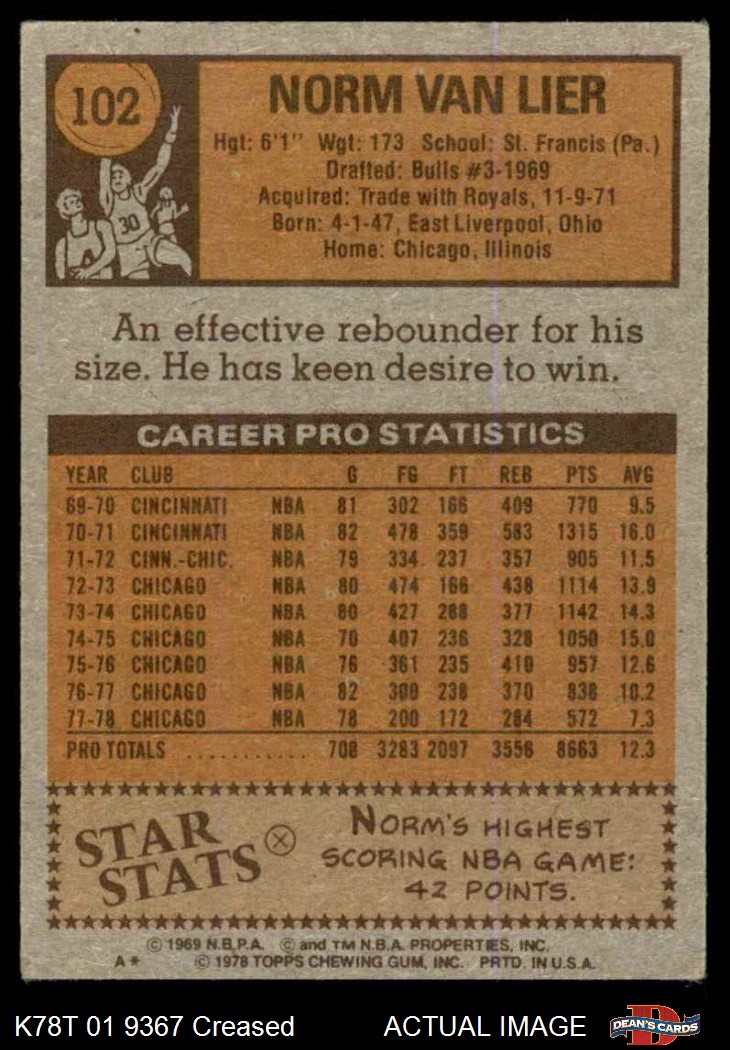 102
NORM VAN LIER
Hgt: 6'1" Wgt: 173 School: St. Francis (Pa.)
Drafted: Bulls #3-1969
Acquired: Trade with Royals, 11-9-71
Born: 4-1-47, East Liverpool, Ohio
Home: Chicago, Illinois
30
An effective rebounder for his
size. He has keen desire to win.
CAREER PRO STATISTICS
YEAR CLUB G FG FT REB PTS AVG
69-70 CINCINNATI NBA 81 302 166 409 770 9.5
70-71 CINCINNATI NBA 82 478 359 583 1315 16.0
71-72 CINN.-CHIC. NBA 79 334 237 357 905 11.5
72-73 CHICAGO NBA 80 474 166 438 1114 13.9
73-74 CHICAGO NBA 80 427 288 377 1142 14.3
74-75 CHICAGO NBA 70 407 236 328 1050 15.0
75-76 CHICAGO NBA 76 361 235 410 957 12.6
76-77 CHICAGO NBA 82 300 238 370 838 10.2
77-78 CHICAGO NBA 78 200 172 284 572 7.3
PRO TOTALS ........... 708 3283 2097 3556 8663 12.3
STAR STATS
NORM'S HIGHEST
SCORING NBA GAME:
42 POINTS.
© 1969 N.B.P.A. © and TM N.B.A. PROPERTIES, INC.
A* © 1978 TOPPS CHEWING GUM, INC. PRTD. IN U.S.A.
K78T 01 9367 Creased ACTUAL IMAGE DEAN'S CARDS